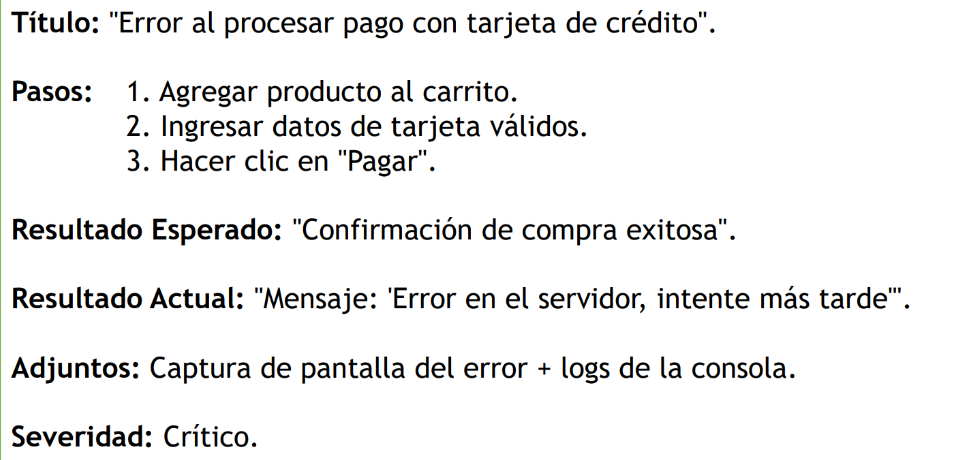 Título: "Error al procesar pago con tarjeta de crédito".
Pasos: 1. Agregar producto al carrito.
2. Ingresar datos de tarjeta válidos.
3. Hacer clic en "Pagar".
Resultado Esperado: "Confirmación de compra exitosa".
Resultado Actual: "Mensaje: 'Error en el servidor, intente más tarde'".
Adjuntos: Captura de pantalla del error + logs de la consola.
Severidad: Crítico.